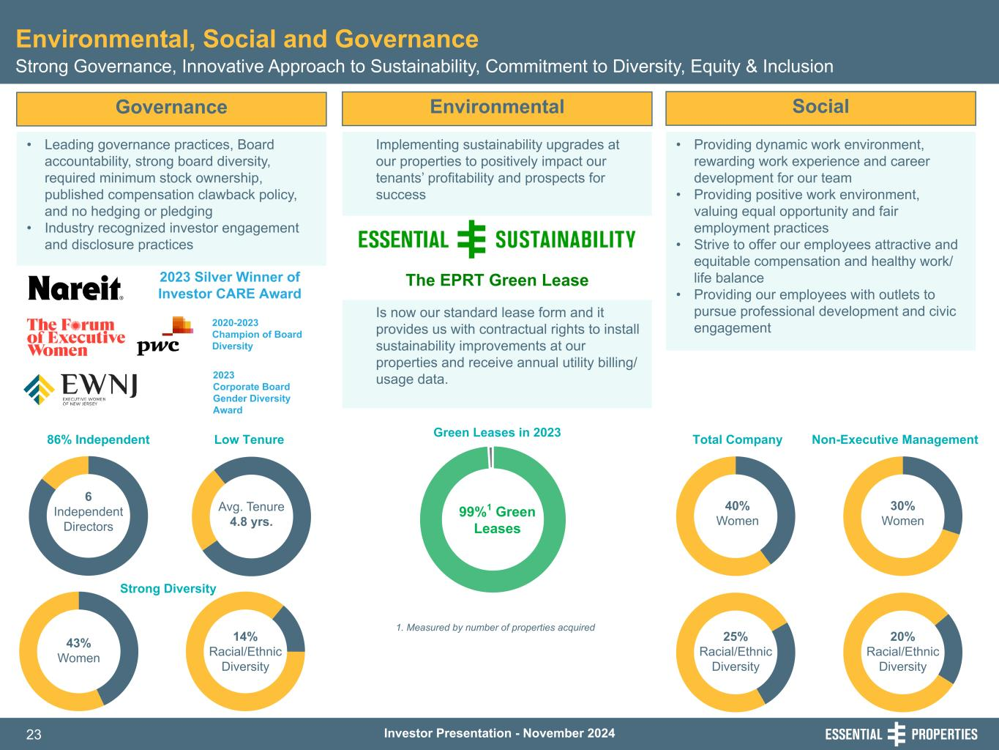 Environmental, Social and Governance
Strong Governance, Innovative Approach to Sustainability, Commitment to Diversity, Equity & Inclusion
Governance
• Leading governance practices, Board
accountability, strong board diversity,
required minimum stock ownership,
published compensation clawback policy,
and no hedging or pledging
• Industry recognized investor engagement
and disclosure practices
Nareit®
2023 Silver Winner of
Investor CARE Award
The Forum
of Executive
Women
pwc
2020-2023
Champion of Board
Diversity
EWNJ
EXECUTIVE WOMEN
OF NEW JERSEY
2023
Corporate Board
Gender Diversity
Award
86% Independent
6
Independent
Directors
Low Tenure
Avg. Tenure
4.8 yrs.
Strong Diversity
43%
Women
14%
Racial/Ethnic
Diversity
Environmental
Implementing sustainability upgrades at
our properties to positively impact our
tenants’ profitability and prospects for
success
ESSENTIAL SUSTAINABILITY
The EPRT Green Lease
Is now our standard lease form and it
provides us with contractual rights to install
sustainability improvements at our
properties and receive annual utility billing/
usage data.
Green Leases in 2023
99%1 Green
Leases
1. Measured by number of properties acquired
Social
• Providing dynamic work environment,
rewarding work experience and career
development for our team
• Providing positive work environment,
valuing equal opportunity and fair
employment practices
• Strive to offer our employees attractive and
equitable compensation and healthy work/
life balance
• Providing our employees with outlets to
pursue professional development and civic
engagement
Total Company
40%
Women
25%
Racial/Ethnic
Diversity
Non-Executive Management
30%
Women
20%
Racial/Ethnic
Diversity
23
Investor Presentation - November 2024
ESSENTIAL PROPERTIES